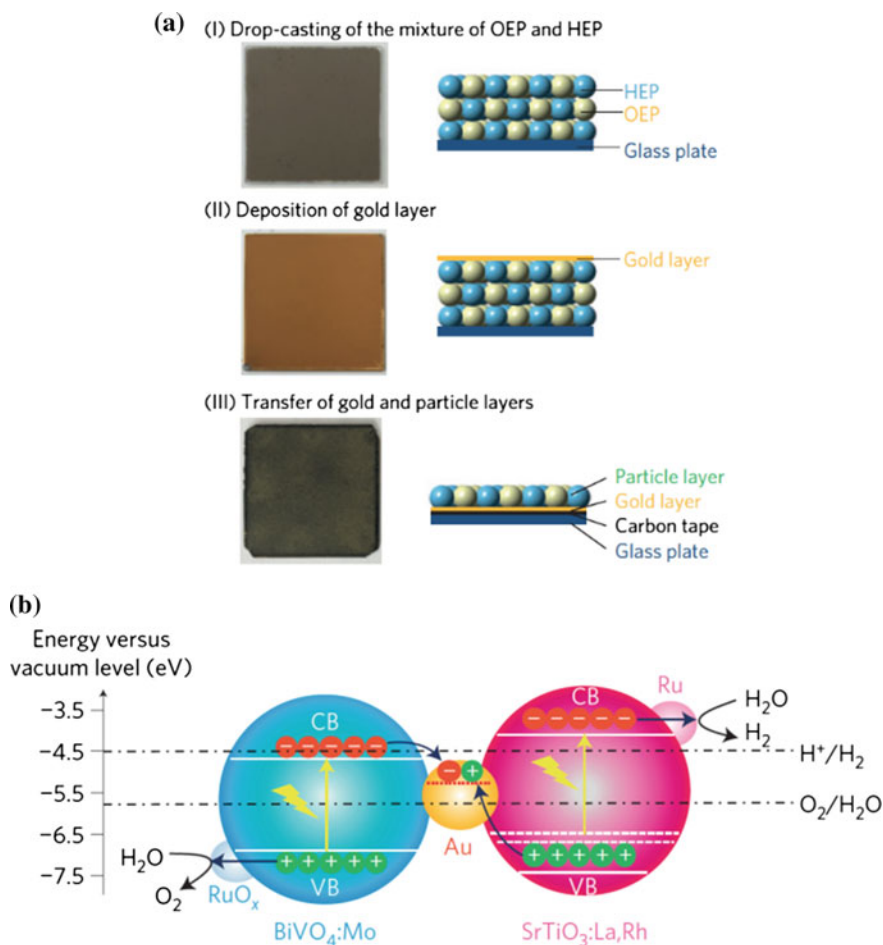 (a)
(I) Drop-casting of the mixture of OEP and HEP
HEP
OEP
Glass plate
(II) Deposition of gold layer
Gold layer
(III) Transfer of gold and particle layers
Particle layer
Gold layer
Carbon tape
Glass plate
(b)
Energy versus
vacuum level (eV)
−3.5
−4.5
−5.5
−6.5
−7.5
CB
CB
Ru
H₂O
H₂
H⁺/H₂
O₂/H₂O
Au
H₂O
O₂
RuOₓ
VB
VB
BiVO₄:Mo
SrTiO₃:La,Rh